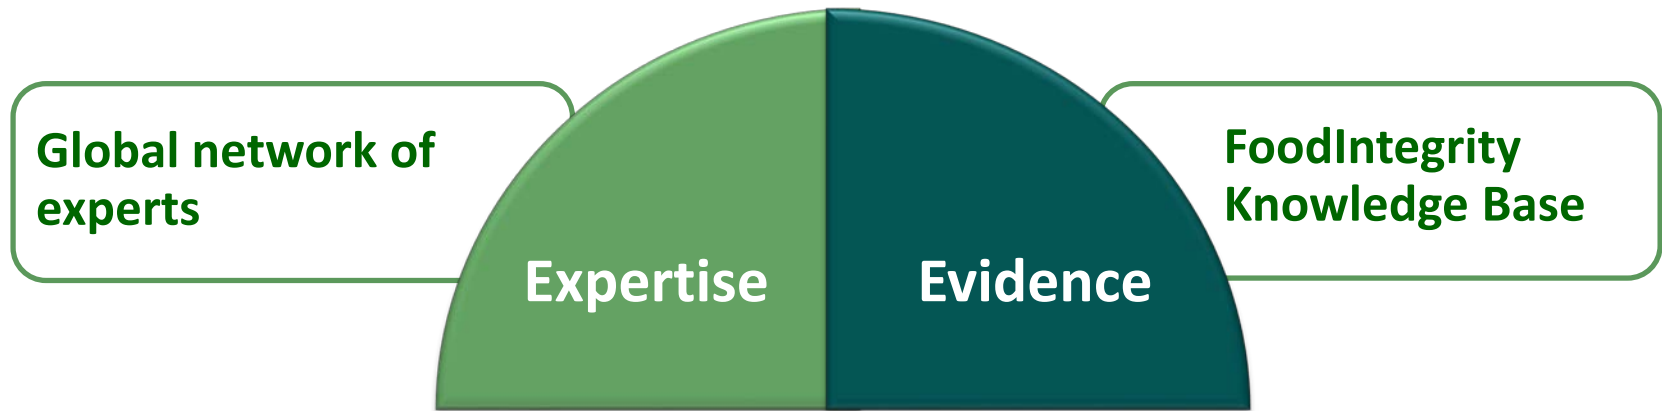 Global network of
experts
Expertise
Evidence
FoodIntegrity
Knowledge Base